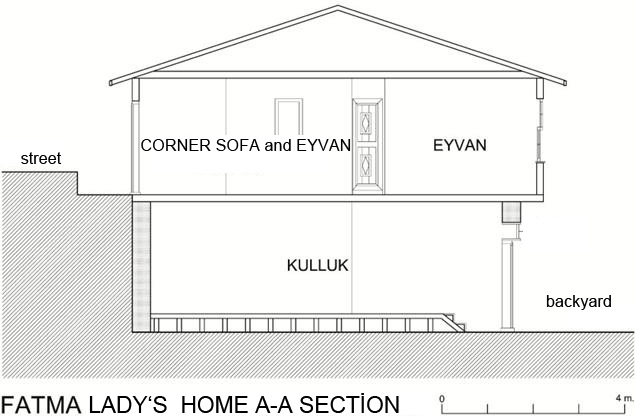 CORNER SOFA and EYVAN
EYVAN
street
KULLUK
backyard
FATMA LADY‘S HOME A-A SECTİON
0 4 m.